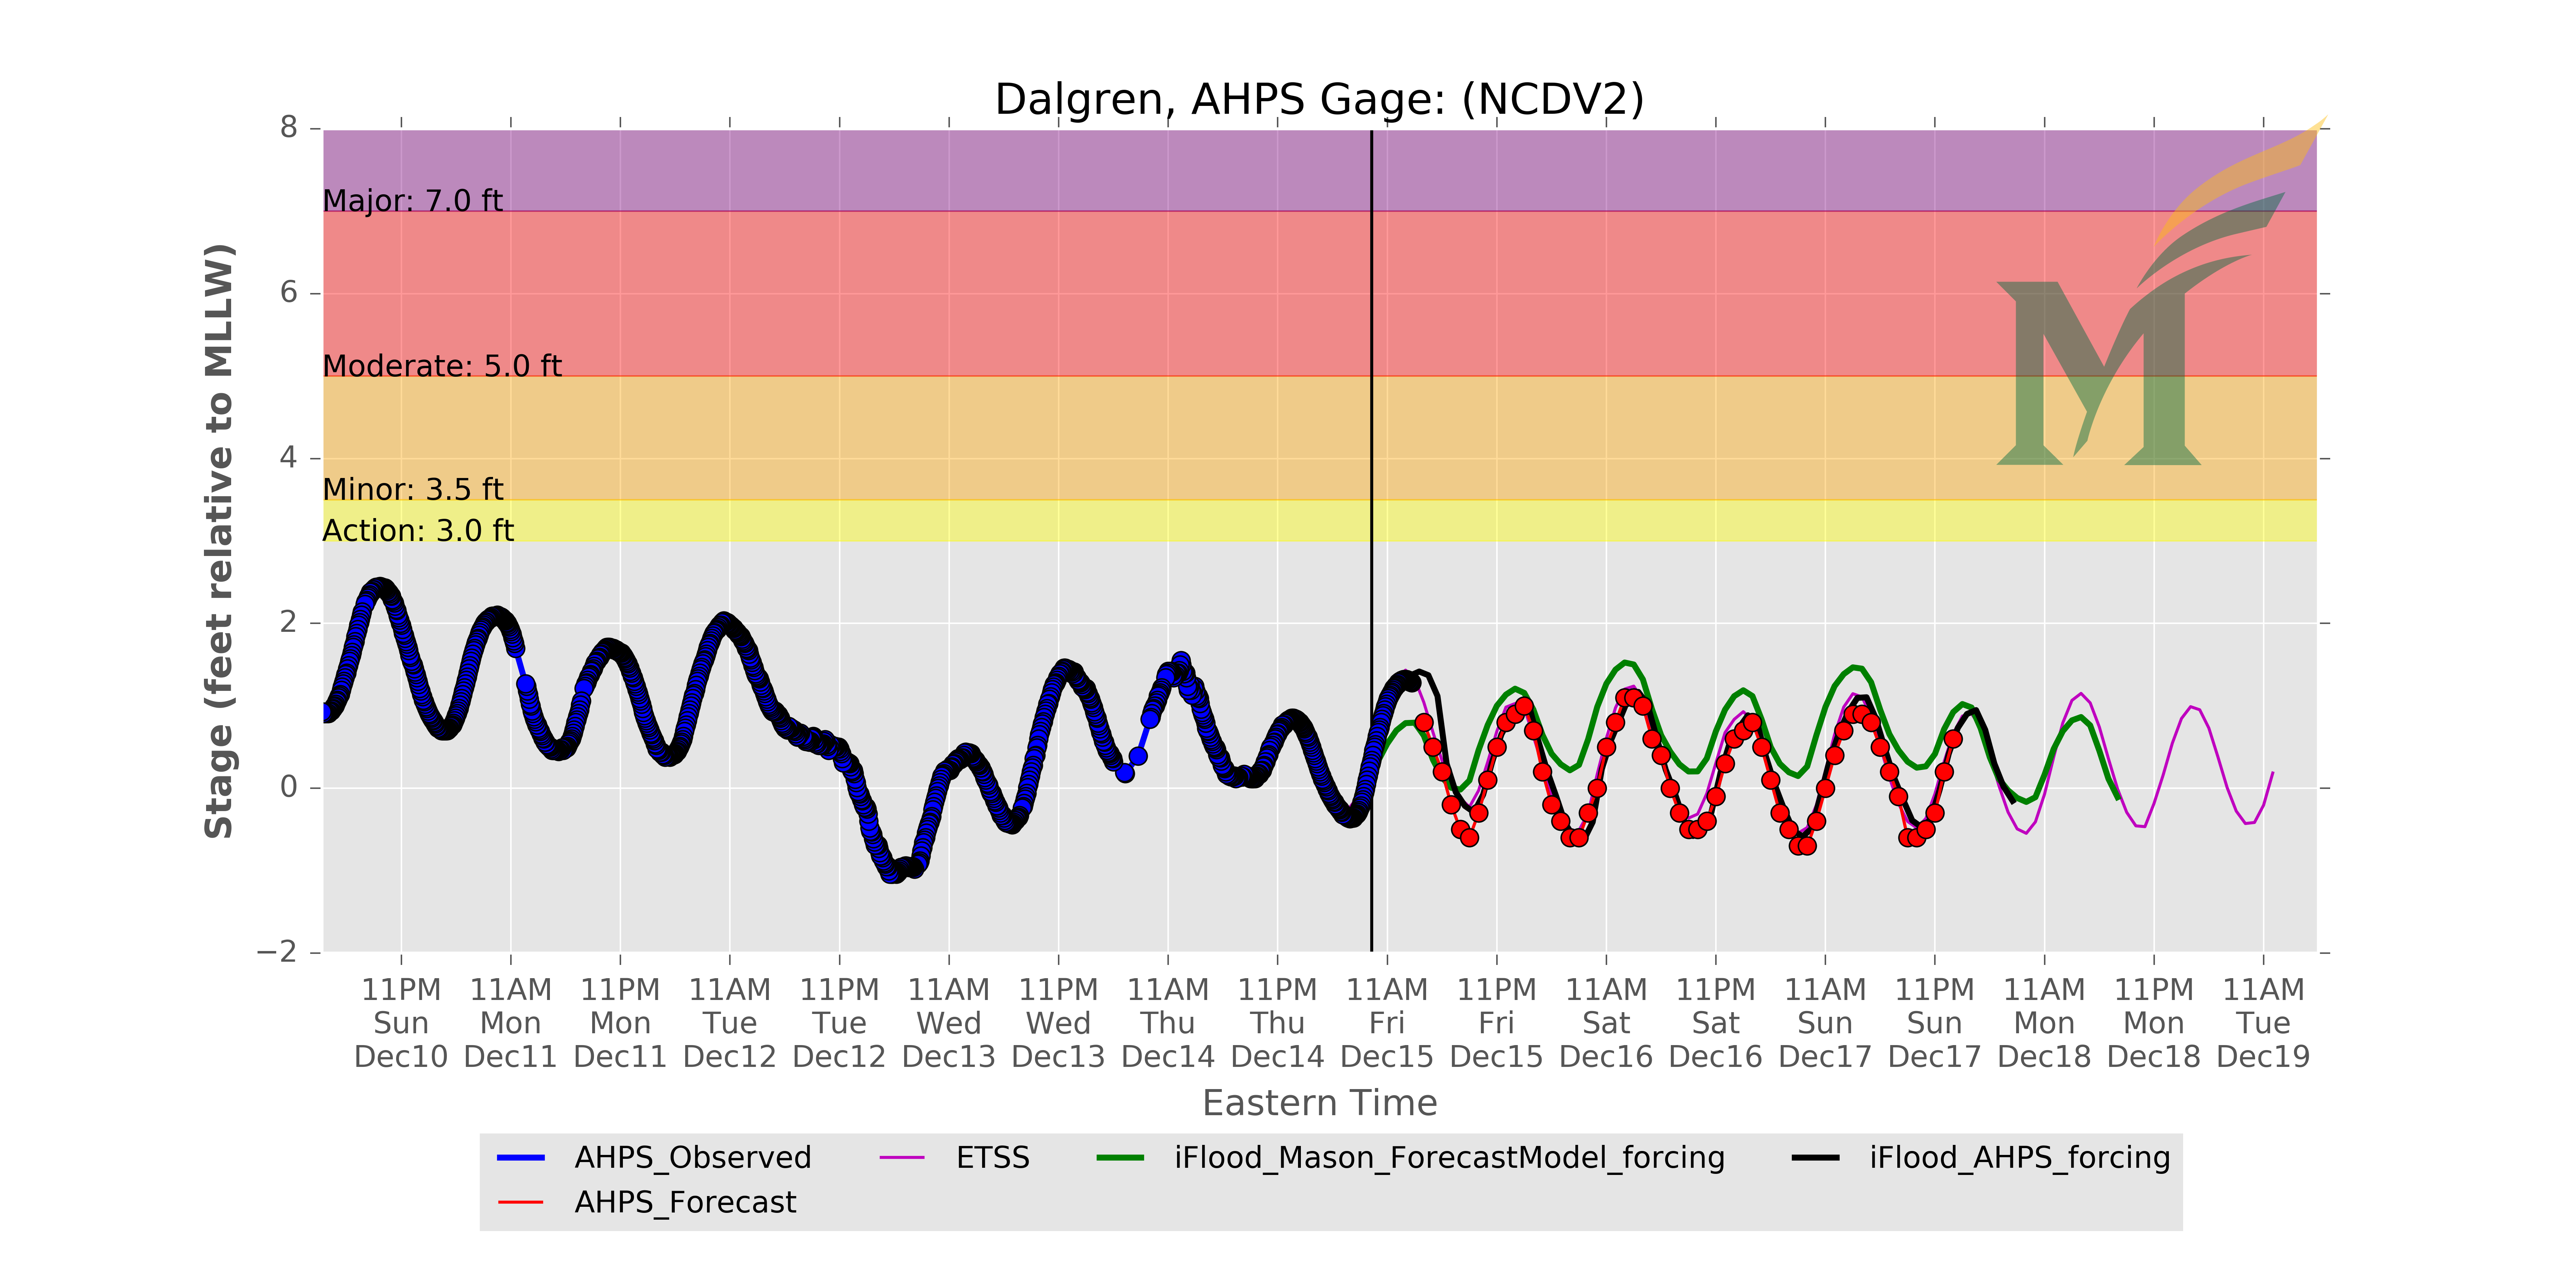 Dalgren, AHPS Gage: (NCDV2)
8
6
4
2
0
−2
Stage (feet relative to MLLW)
Major: 7.0 ft
Moderate: 5.0 ft
Minor: 3.5 ft
Action: 3.0 ft
11PM 11AM 11PM 11AM 11PM 11AM 11PM 11AM 11PM 11AM 11PM 11AM 11PM 11AM 11PM 11AM 11PM 11AM
Sun Mon Mon Tue Tue Wed Wed Thu Thu Fri Fri Sat Sat Sun Sun Mon Mon Tue
Dec10 Dec11 Dec11 Dec12 Dec12 Dec13 Dec13 Dec14 Dec14 Dec15 Dec15 Dec16 Dec16 Dec17 Dec17 Dec18 Dec18 Dec19
Eastern Time
AHPS_Observed ETSS iFlood_Mason_ForecastModel_forcing iFlood_AHPS_forcing
AHPS_Forecast
M